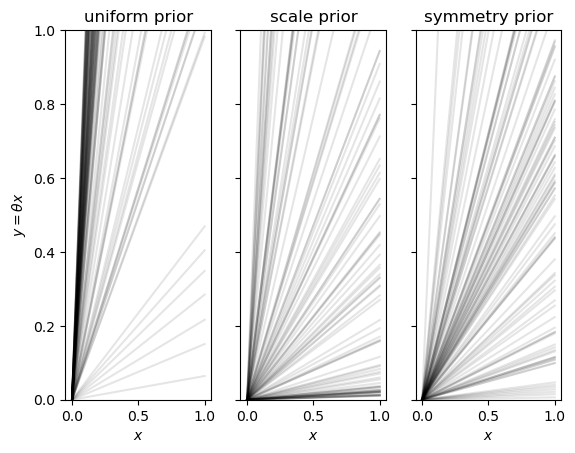 uniform prior
scale prior
symmetry prior
1.0
0.8
0.6
0.4
0.2
0.0
y = θx
0.0 0.5 1.0
0.0 0.5 1.0
0.0 0.5 1.0
x
x
x